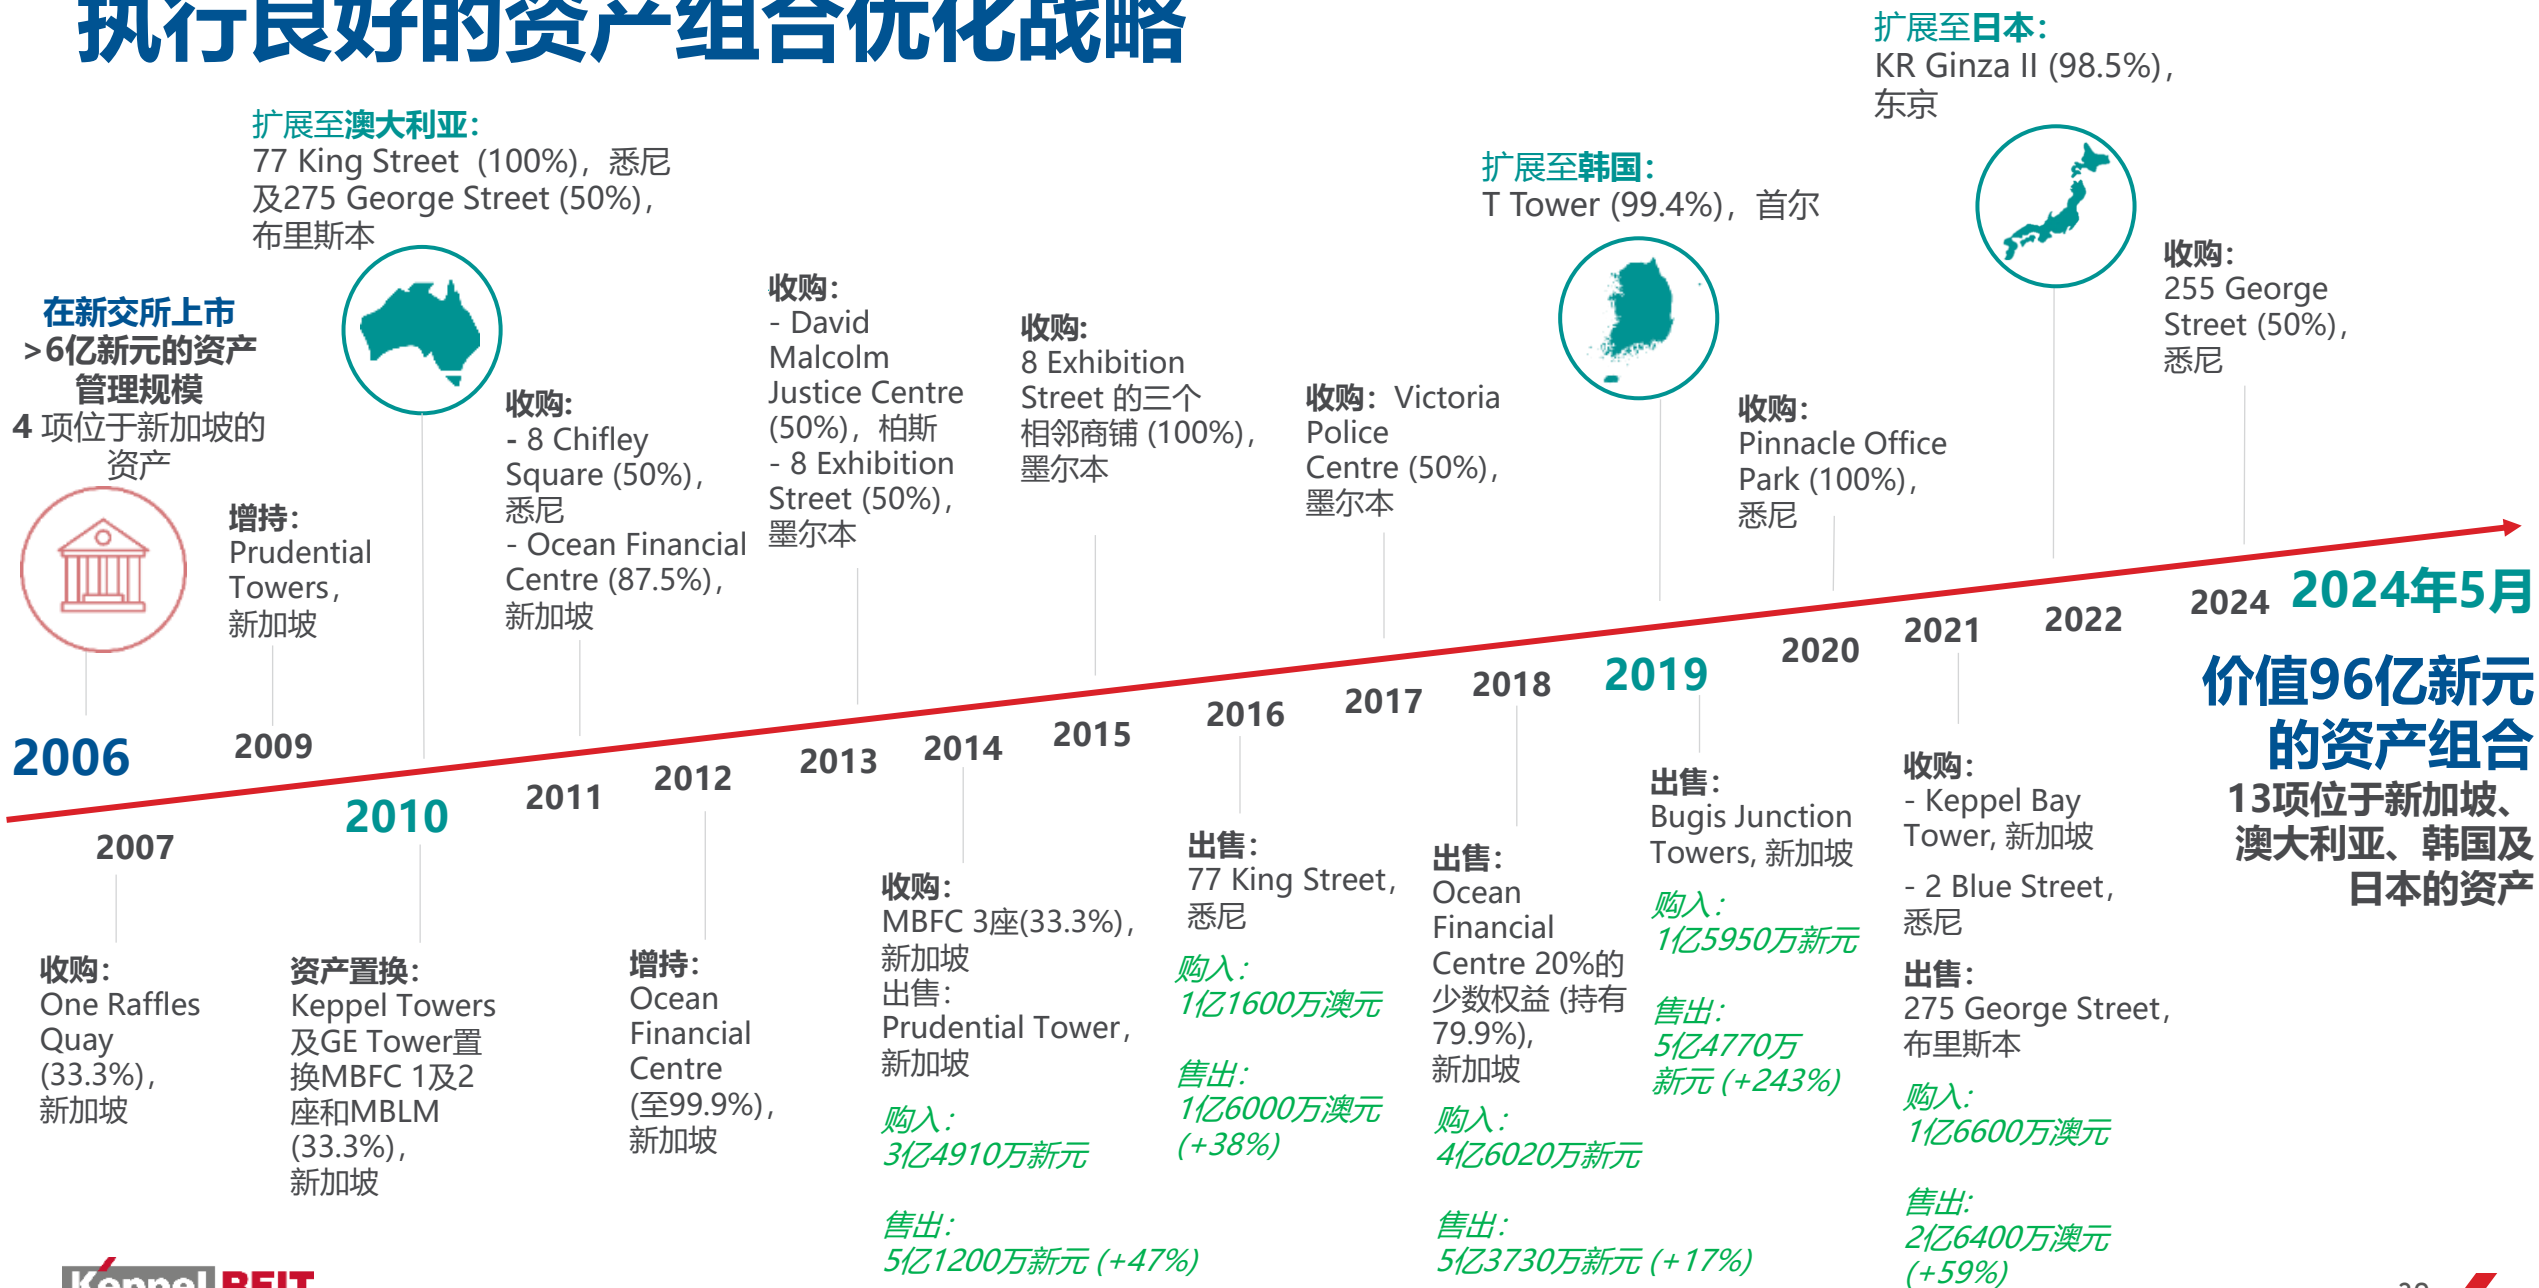 执行良好的资产组合优化战略
扩展至日本：
KR Ginza II (98.5%)，
东京
扩展至澳大利亚：
77 King Street (100%)，悉尼
及275 George Street (50%)，
布里斯本
扩展至韩国：
T Tower (99.4%)，首尔
在新交所上市
>6亿新元的资产
管理规模
4 项位于新加坡的
资产
增持：
Prudential
Towers，
新加坡
收购：
- 8 Chifley
Square (50%)，
悉尼
- Ocean Financial
Centre (87.5%)，
新加坡
收购：
- David
Malcolm
Justice Centre
(50%)，柏斯
- 8 Exhibition
Street (50%)，
墨尔本
收购：
8 Exhibition
Street 的三个
相邻商铺 (100%)，
墨尔本
收购：Victoria
Police
Centre (50%)，
墨尔本
收购：
Pinnacle Office
Park (100%)，
悉尼
收购：
255 George
Street (50%)，
悉尼
2006
2007
2009
2010
2011
2012
2013
2014
2015
2016
2017
2018
2019
2020
2021
2022
2024
2024年5月
价值96亿新元
的资产组合
13项位于新加坡、
澳大利亚、韩国及
日本的资产
收购：
One Raffles
Quay
(33.3%)，
新加坡
资产置换：
Keppel Towers
及GE Tower置
换MBFC 1及2
座和MBLM
(33.3%)，
新加坡
增持：
Ocean
Financial
Centre
(至99.9%)，
新加坡
收购：
MBFC 3座(33.3%)，
新加坡
出售：
Prudential Tower，
新加坡
购入：
3亿4910万新元
售出：
5亿1200万新元 (+47%)
出售：
77 King Street，
悉尼
购入：
1亿1600万澳元
售出：
1亿6000万澳元
(+38%)
出售：
Ocean
Financial
Centre 20%的
少数权益 (持有
79.9%)，
新加坡
购入：
4亿6020万新元
售出：
5亿3730万新元 (+17%)
出售：
Bugis Junction
Towers, 新加坡
购入：
1亿5950万新元
售出：
5亿4770万
新元 (+243%)
收购：
- Keppel Bay
Tower, 新加坡
- 2 Blue Street，
悉尼
出售：
275 George Street，
布里斯本
购入：
1亿6600万澳元
售出：
2亿6400万澳元
(+59%)
Keppel REIT